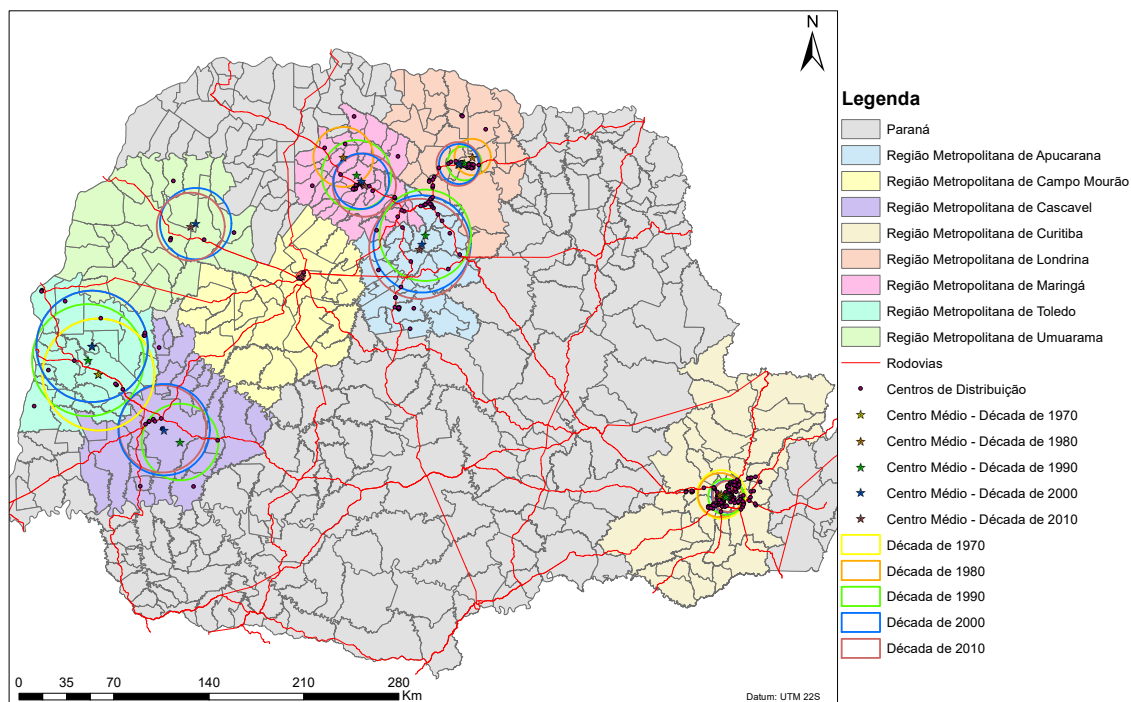 N
Legenda
Paraná
Região Metropolitana de Apucarana
Região Metropolitana de Campo Mourão
Região Metropolitana de Cascavel
Região Metropolitana de Curitiba
Região Metropolitana de Londrina
Região Metropolitana de Maringá
Região Metropolitana de Toledo
Região Metropolitana de Umuarama
Rodovias
Centros de Distribuição
Centro Médio - Década de 1970
Centro Médio - Década de 1980
Centro Médio - Década de 1990
Centro Médio - Década de 2000
Centro Médio - Década de 2010
Década de 1970
Década de 1980
Década de 1990
Década de 2000
Década de 2010
0 35 70 140 210 280
Km
Datum: UTM 22S